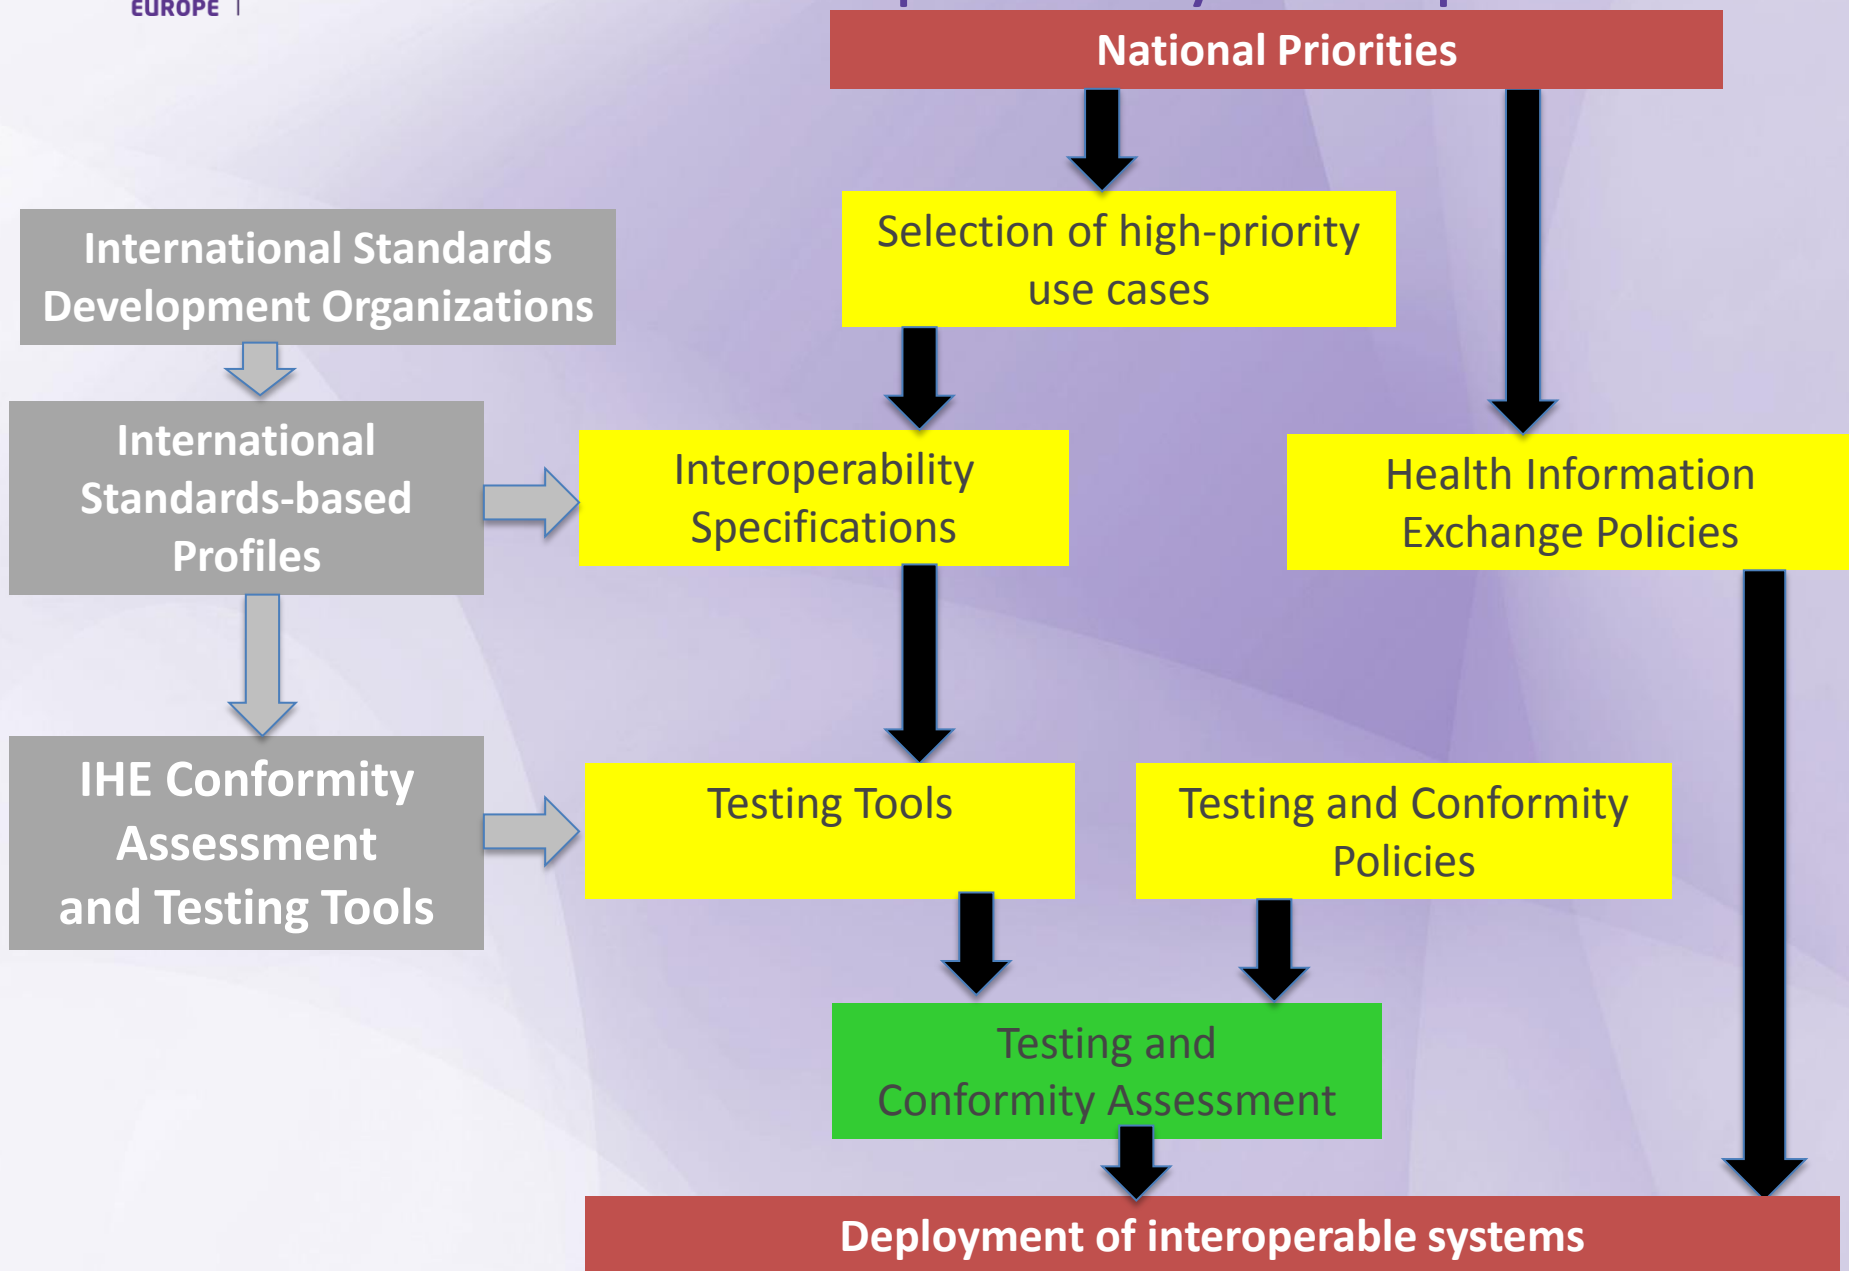 EUROPE
National Priorities
International Standards
Development Organizations
Selection of high-priority
use cases
International
Standards-based
Profiles
Interoperability
Specifications
Health Information
Exchange Policies
IHE Conformity
Assessment
and Testing Tools
Testing Tools
Testing and Conformity
Policies
Testing and
Conformity Assessment
Deployment of interoperable systems